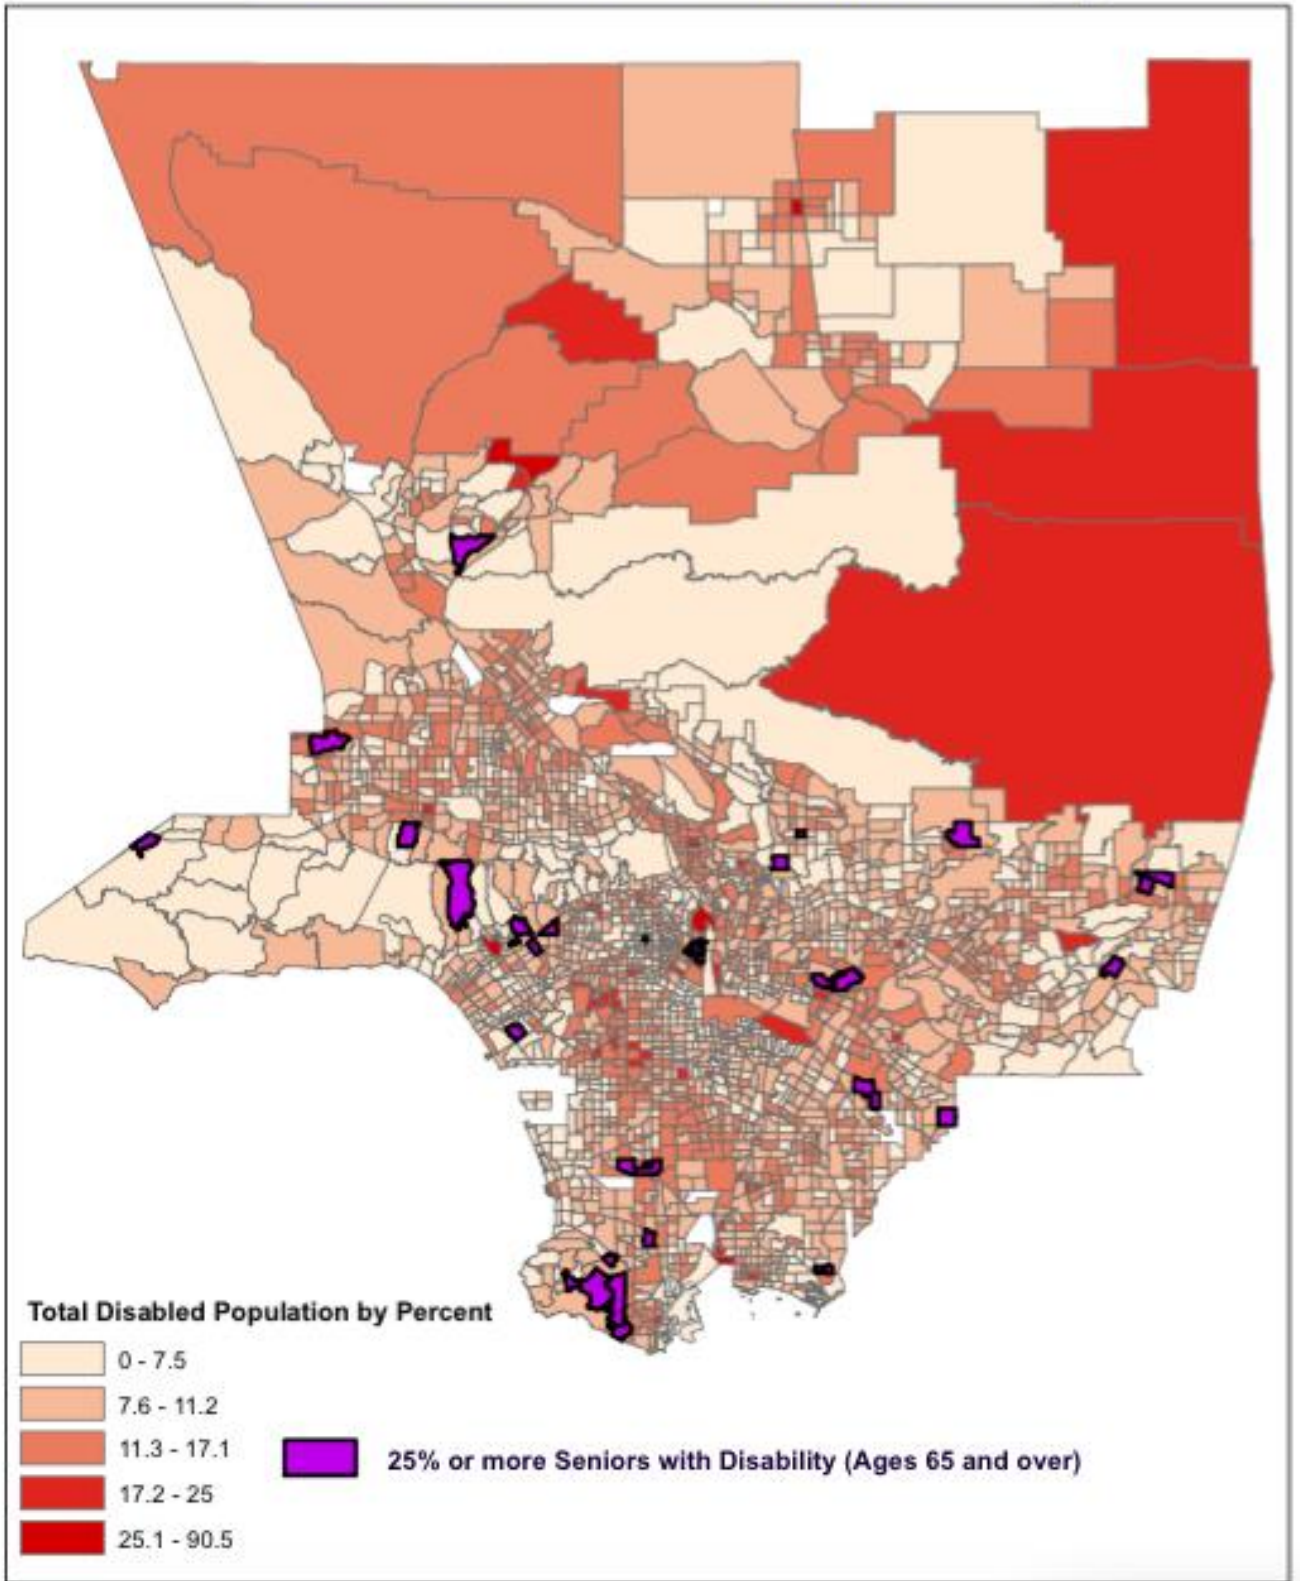 Total Disabled Population by Percent
0 - 7.5
7.6 - 11.2
11.3 - 17.1
17.2 - 25
25.1 - 90.5
25% or more Seniors with Disability (Ages 65 and over)